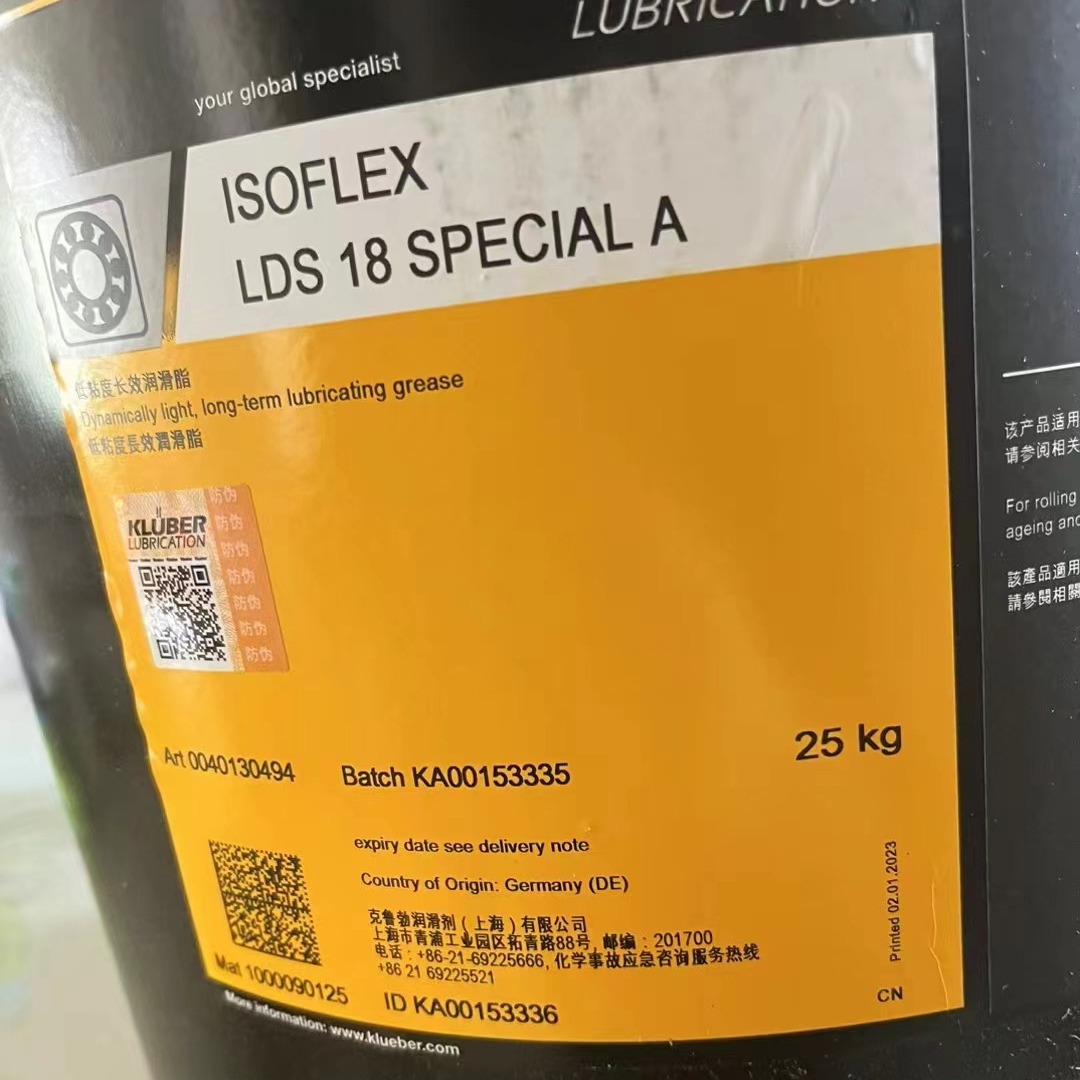 your global specialist
ISOFLEX
LDS 18 SPECIAL A
低粘度长效润滑脂
Dynamically light, long-term lubricating grease
低粘度長效潤滑脂
KLÜBER
LUBRICATION
防伪
防伪
防伪
防伪
防伪
防伪
防伪
Art 0040130494
Batch KA00153335
25 kg
expiry date see delivery note
Country of Origin: Germany (DE)
克鲁勃润滑剂（上海）有限公司
上海市青浦工业园区拓青路88号, 邮编：201700
电话：+86-21-69225666, 化学事故应急咨询服务热线
+86 21 69225521
Mat 1000090125
ID KA00153336
Printed 02.01.2023
CN
More information: www.klueber.com
该产品适用
请参阅相关
For rolling
ageing and
該產品適用
請參閱相關